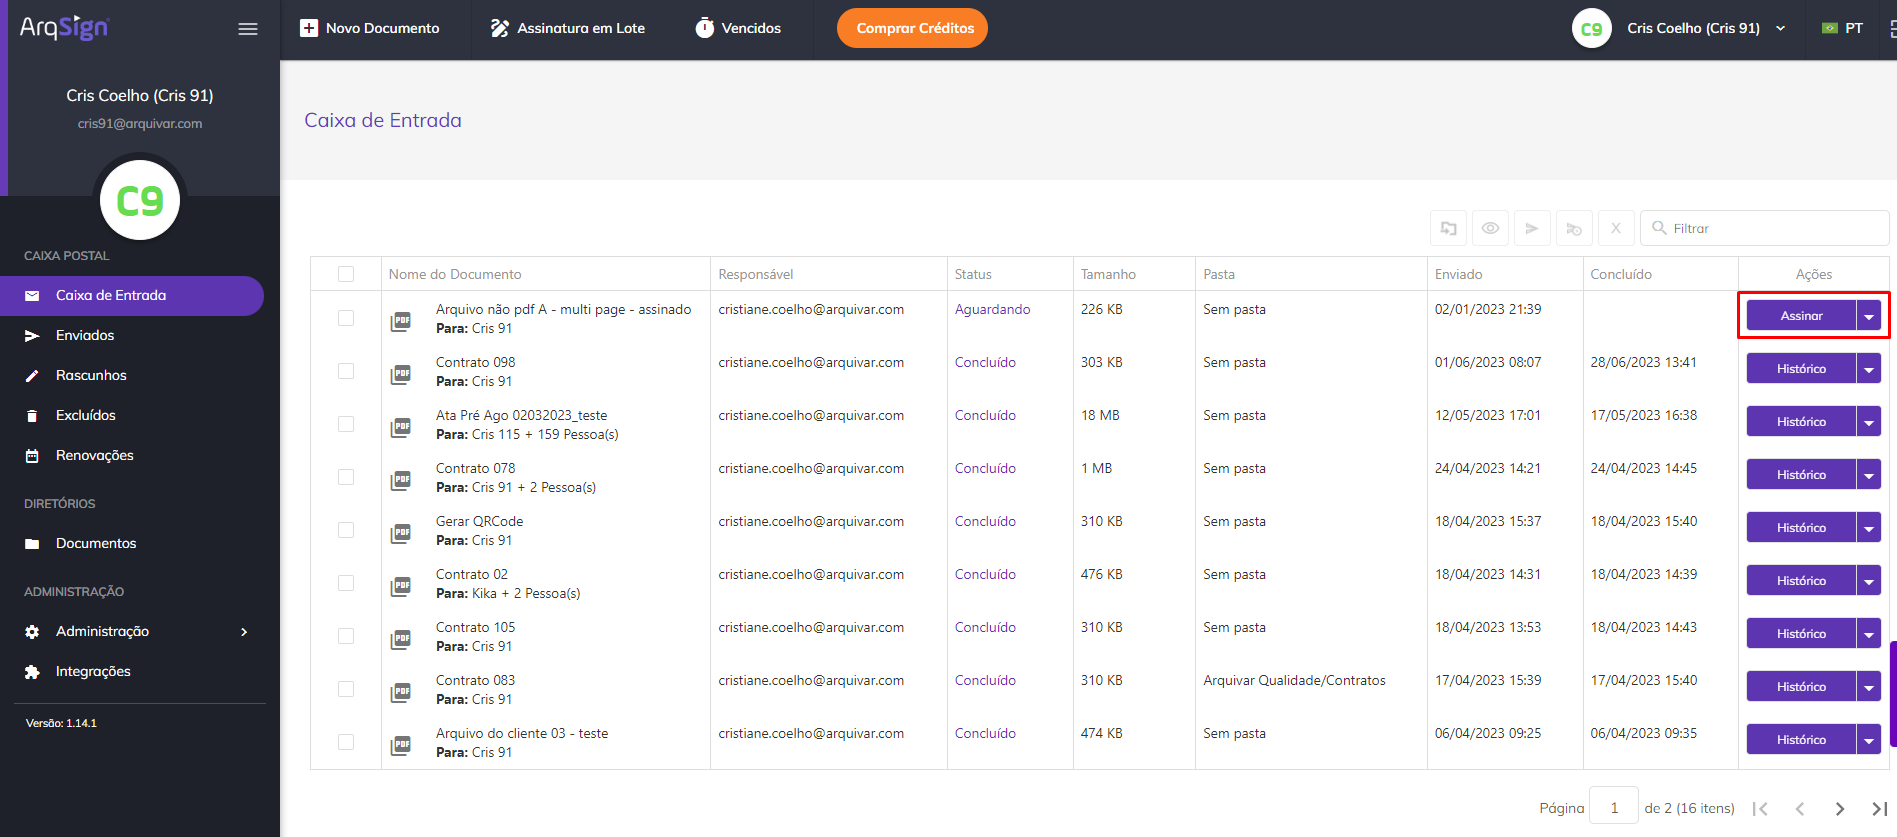 ArqSign
Novo Documento
Assinatura em Lote
Vencidos
Comprar Créditos
C9
Cris Coelho (Cris 91)
PT
Cris Coelho (Cris 91)
cris91@arquivar.com
C9
CAIXA POSTAL
Caixa de Entrada
Enviados
Rascunhos
Excluídos
Renovações
DIRETÓRIOS
Documentos
ADMINISTRAÇÃO
Administração
Integrações
Versão: 1.14.1
Caixa de Entrada
X
Filtrar
Nome do Documento Responsável Status Tamanho Pasta Enviado Concluído Ações
PDF Arquivo não pdf A - multi page - assinado cristiane.coelho@arquivar.com Aguardando 226 KB Sem pasta 02/01/2023 21:39 Assinar
Para: Cris 91
PDF Contrato 098 cristiane.coelho@arquivar.com Concluído 303 KB Sem pasta 01/06/2023 08:07 28/06/2023 13:41 Histórico
Para: Cris 91
PDF Ata Pré Ago 02032023_teste cristiane.coelho@arquivar.com Concluído 18 MB Sem pasta 12/05/2023 17:01 17/05/2023 16:38 Histórico
Para: Cris 115 + 159 Pessoa(s)
PDF Contrato 078 cristiane.coelho@arquivar.com Concluído 1 MB Sem pasta 24/04/2023 14:21 24/04/2023 14:45 Histórico
Para: Cris 91 + 2 Pessoa(s)
PDF Gerar QRCode cristiane.coelho@arquivar.com Concluído 310 KB Sem pasta 18/04/2023 15:37 18/04/2023 15:40 Histórico
Para: Cris 91
PDF Contrato 02 cristiane.coelho@arquivar.com Concluído 476 KB Sem pasta 18/04/2023 14:31 18/04/2023 14:39 Histórico
Para: Kika + 2 Pessoa(s)
PDF Contrato 105 cristiane.coelho@arquivar.com Concluído 310 KB Sem pasta 18/04/2023 13:53 18/04/2023 14:43 Histórico
Para: Cris 91
PDF Contrato 083 cristiane.coelho@arquivar.com Concluído 310 KB Arquivar Qualidade/Contratos 17/04/2023 15:39 17/04/2023 15:40 Histórico
Para: Cris 91
PDF Arquivo do cliente 03 - teste cristiane.coelho@arquivar.com Concluído 474 KB Sem pasta 06/04/2023 09:25 06/04/2023 09:35 Histórico
Para: Cris 91
Página 1 de 2 (16 itens)